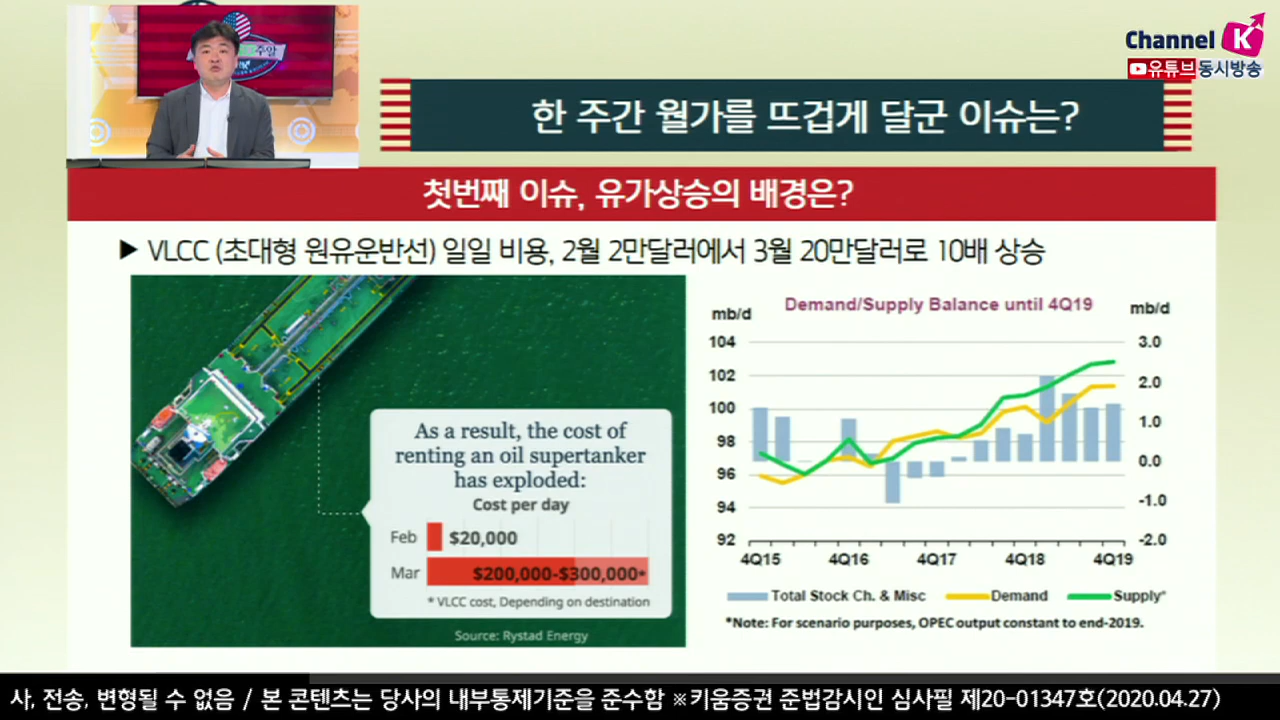 Channel K
유튜브동시방송
주알
한 주간 월가를 뜨겁게 달군 이슈는?
첫번째 이슈, 유가상승의 배경은?
▶ VLCC (초대형 원유운반선) 일일 비용, 2월 2만달러에서 3월 20만달러로 10배 상승
As a result, the cost of
renting an oil supertanker
has exploded:
Cost per day
Feb $20,000
Mar $200,000-$300,000*
* VLCC cost, Depending on destination
Source: Rystad Energy
Demand/Supply Balance until 4Q19
mb/d mb/d
104 3.0
102 2.0
100 1.0
98 0.0
96 -1.0
94 -2.0
92
4Q15 4Q16 4Q17 4Q18 4Q19
Total Stock Ch. & Misc Demand Supply*
*Note: For scenario purposes, OPEC output constant to end-2019.
사, 전송, 변형될 수 없음 / 본 콘텐츠는 당사의 내부통제기준을 준수함 ※키움증권 준법감시인 심사필 제20-01347호(2020.04.27)